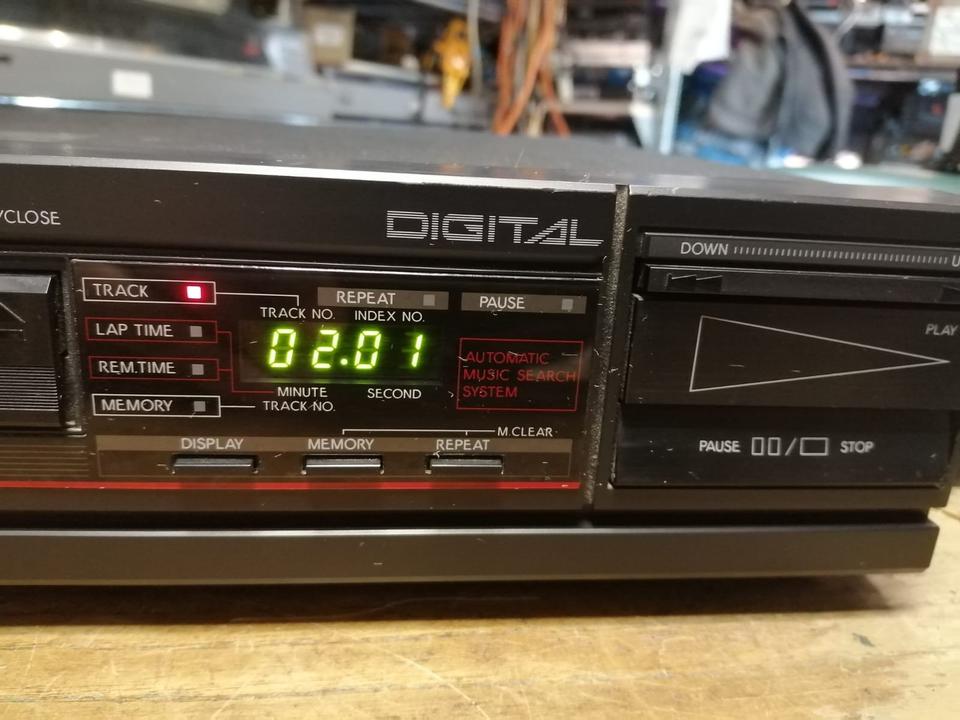 /CLOSE
DIGITAL
DOWN
TRACK
REPEAT
PAUSE
TRACK NO. INDEX NO.
LAP TIME
02.01
REM.TIME
AUTOMATIC
MUSIC SEARCH
SYSTEM
MINUTE SECOND
MEMORY
TRACK NO.
M.CLEAR
DISPLAY MEMORY REPEAT
PLAY
PAUSE / STOP